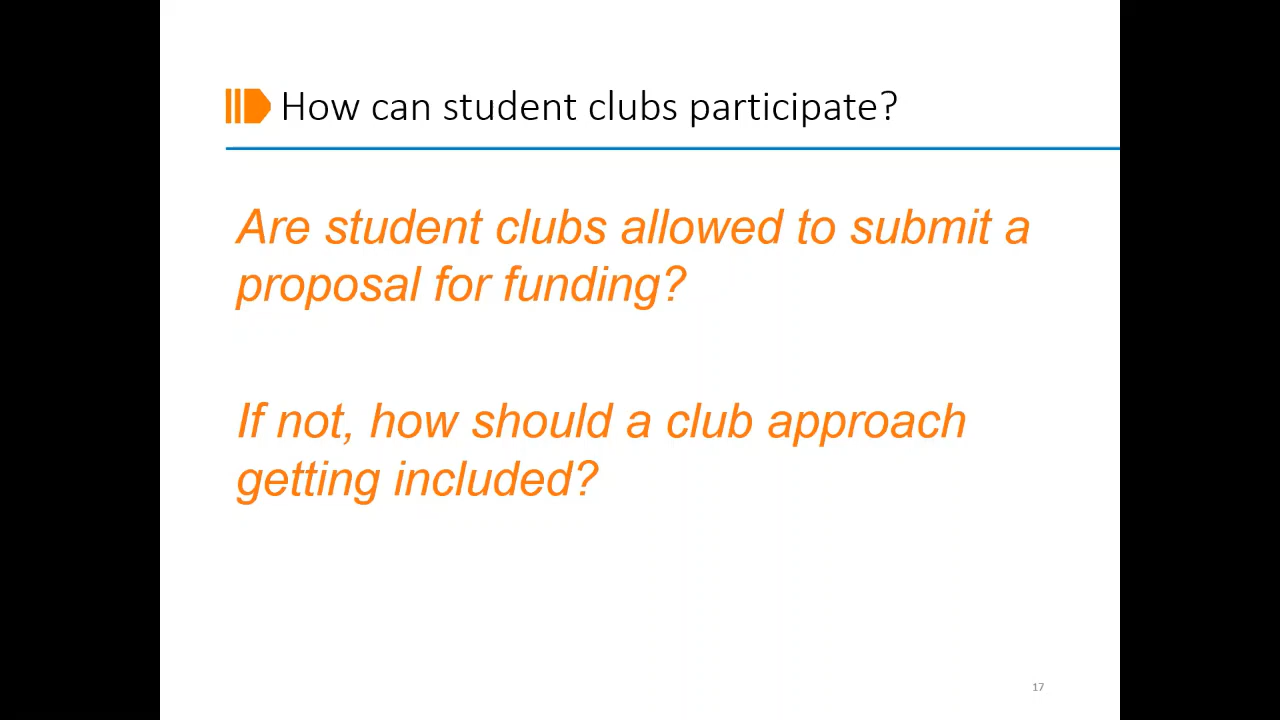 How can student clubs participate?
Are student clubs allowed to submit a
proposal for funding?
If not, how should a club approach
getting included?
17